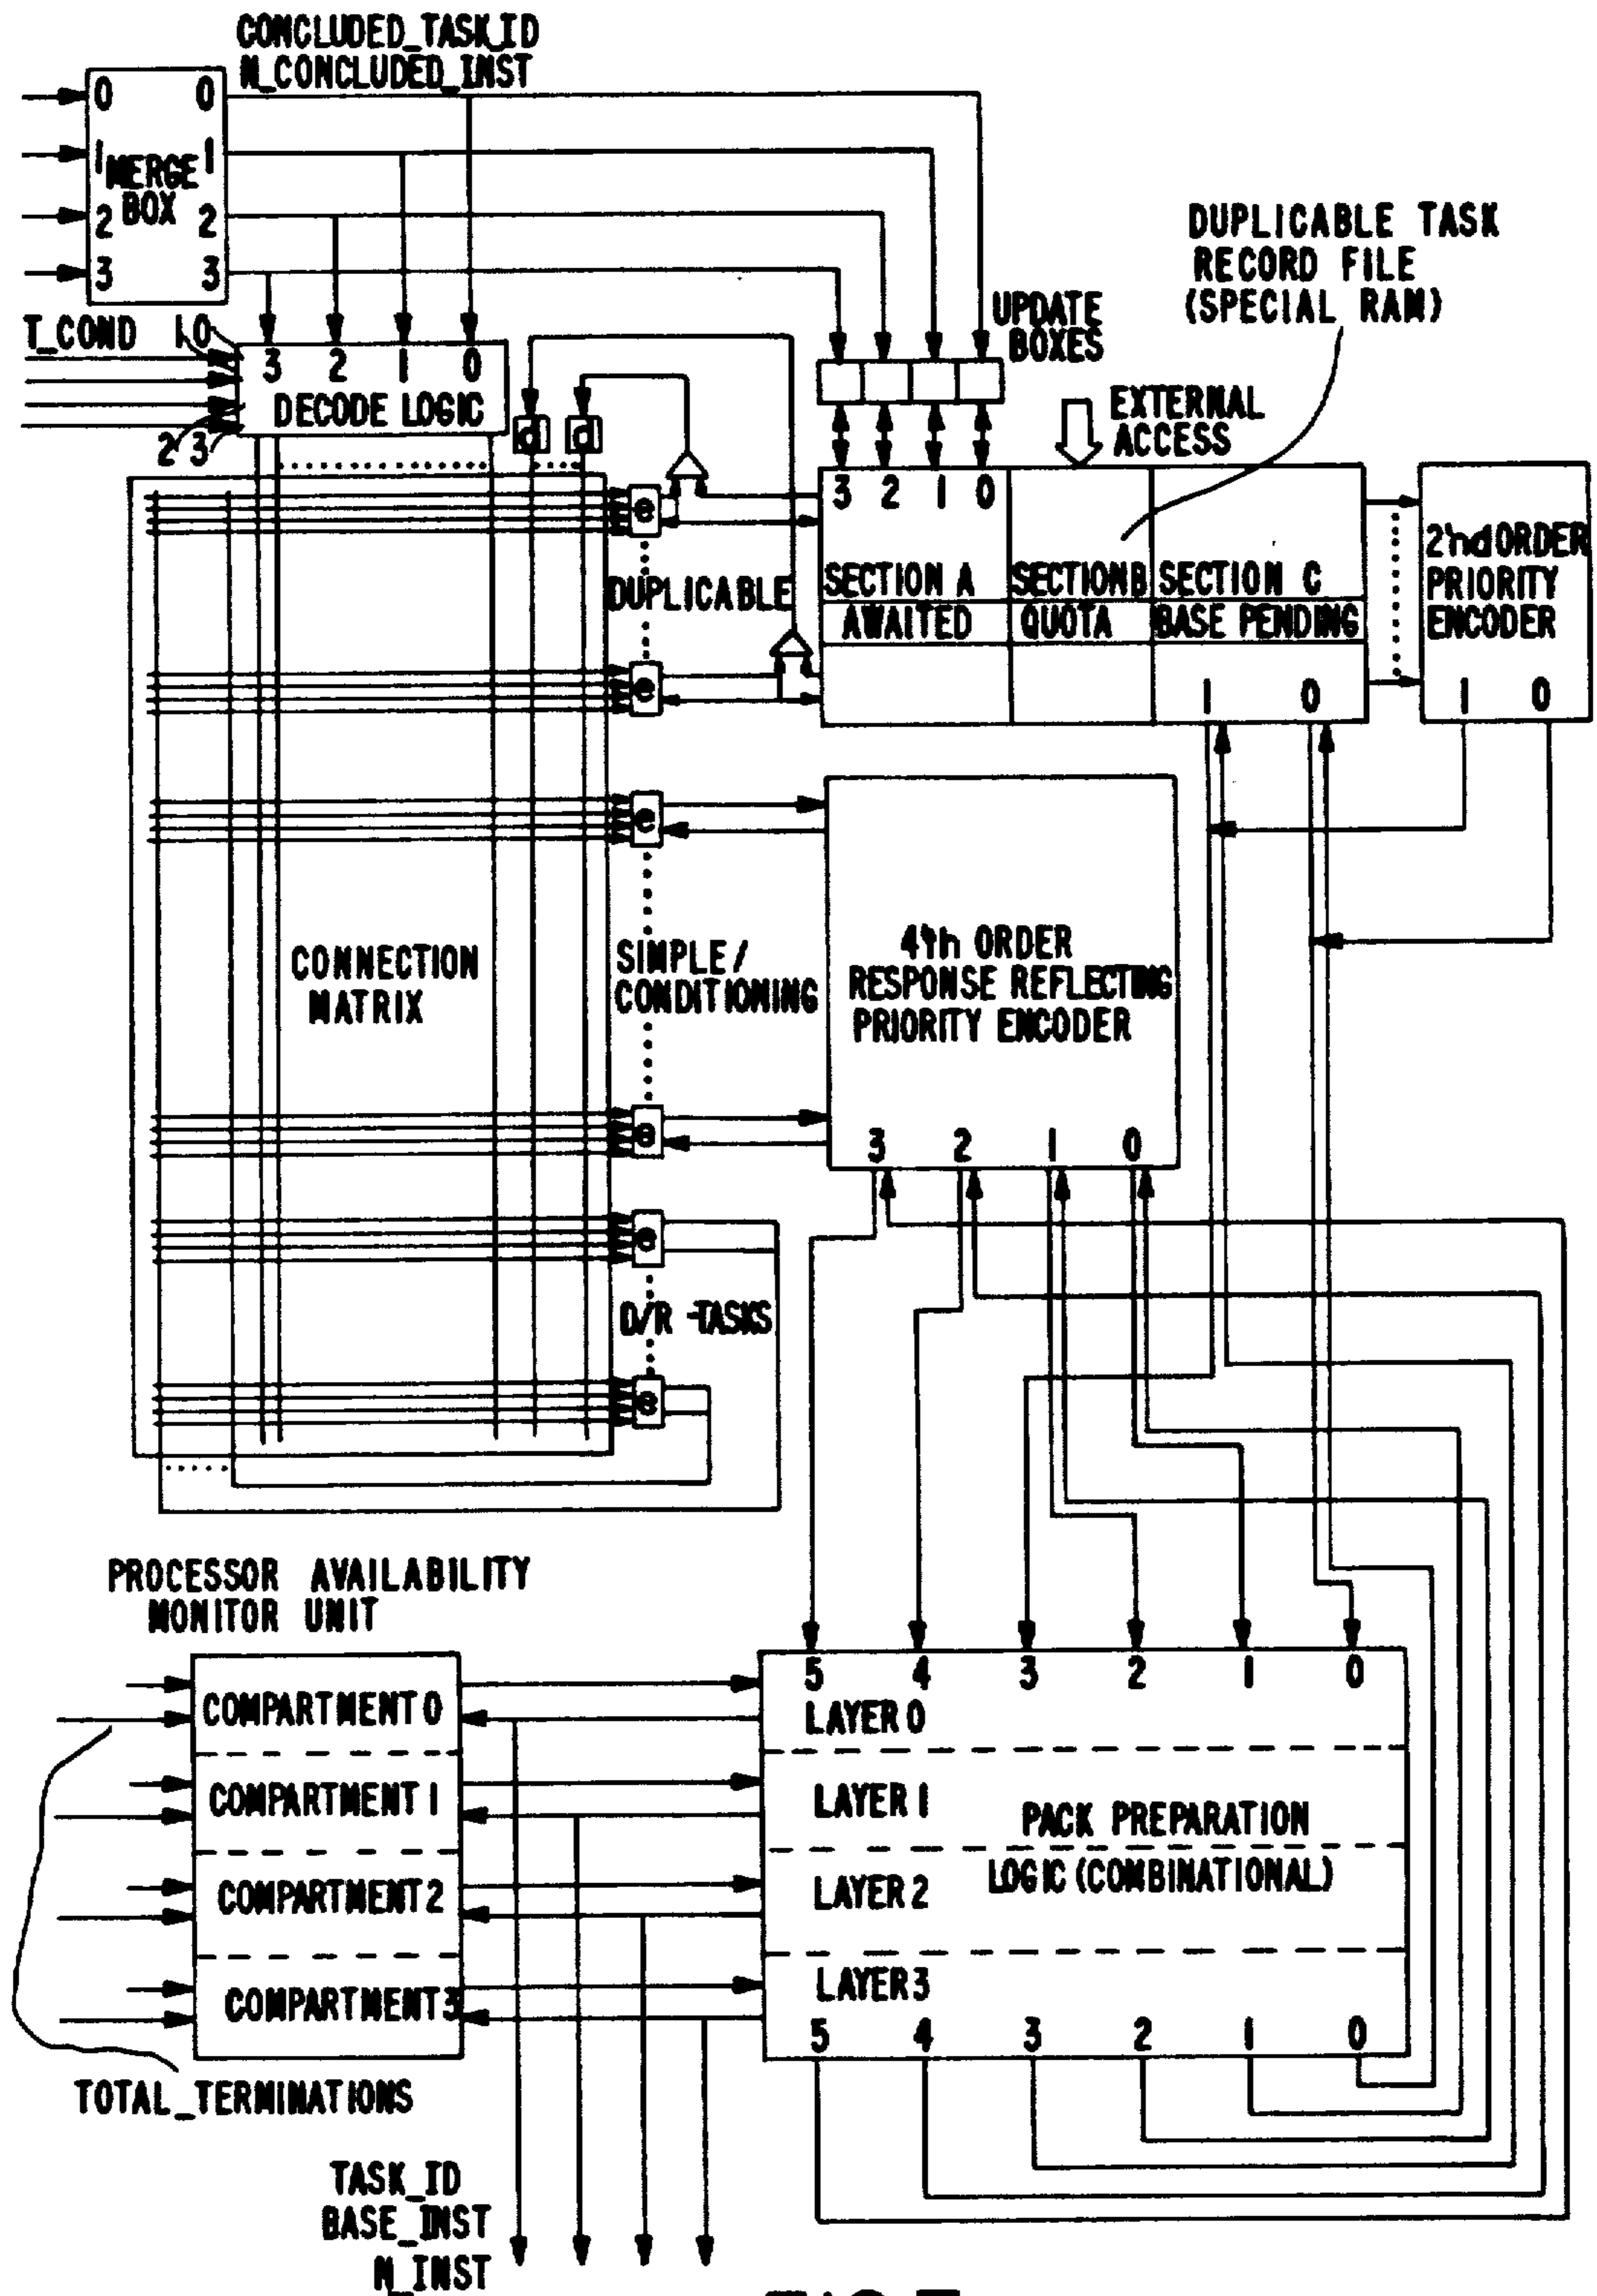 CONCLUDED_TASK_ID
N_CONCLUDED_INST
0 0
1 1
MERGE
BOX
2 2
3 3
T_COND 1 0
3 2 1 0
DECODE LOGIC
2 3
d d
UPDATE
BOXES
DUPLICABLE TASK
RECORD FILE
(SPECIAL RAM)
EXTERNAL
ACCESS
3 2 1 0
e
DUPLICABLE
e
SECTION A SECTION B SECTION C
AWAITED QUOTA BASE PENDING
1 0
2'nd ORDER
PRIORITY
ENCODER
1 0
e
SIMPLE/
CONDITIONING
e
CONNECTION
MATRIX
4'th ORDER
RESPONSE REFLECTING
PRIORITY ENCODER
3 2 1 0
e
D/R -TASKS
e
PROCESSOR AVAILABILITY
MONITOR UNIT
COMPARTMENT 0
COMPARTMENT 1
COMPARTMENT 2
COMPARTMENT 3
TOTAL_TERMINATIONS
5 4 3 2 1 0
LAYER 0
LAYER 1
PACK PREPARATION
LOGIC (COMBINATIONAL)
LAYER 2
LAYER 3
5 4 3 2 1 0
TASK_ID
BASE_INST
N_INST